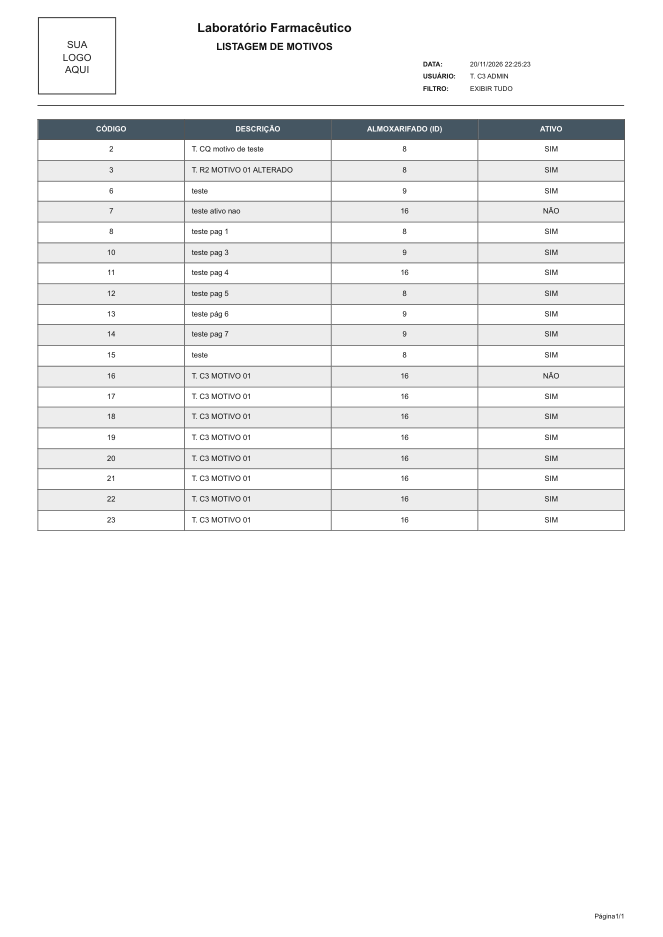 SUA
LOGO
AQUI
Laboratório Farmacêutico
LISTAGEM DE MOTIVOS
DATA: 20/11/2026 22:25:23
USUÁRIO: T. C3 ADMIN
FILTRO: EXIBIR TUDO
CÓDIGO DESCRIÇÃO ALMOXARIFADO (ID) ATIVO
2 T. CQ motivo de teste 8 SIM
3 T. R2 MOTIVO 01 ALTERADO 8 SIM
6 teste 9 SIM
7 teste ativo nao 16 NÃO
8 teste pag 1 8 SIM
10 teste pag 3 9 SIM
11 teste pag 4 16 SIM
12 teste pag 5 8 SIM
13 teste pág 6 9 SIM
14 teste pag 7 9 SIM
15 teste 8 SIM
16 T. C3 MOTIVO 01 16 NÃO
17 T. C3 MOTIVO 01 16 SIM
18 T. C3 MOTIVO 01 16 SIM
19 T. C3 MOTIVO 01 16 SIM
20 T. C3 MOTIVO 01 16 SIM
21 T. C3 MOTIVO 01 16 SIM
22 T. C3 MOTIVO 01 16 SIM
23 T. C3 MOTIVO 01 16 SIM
Página1/1